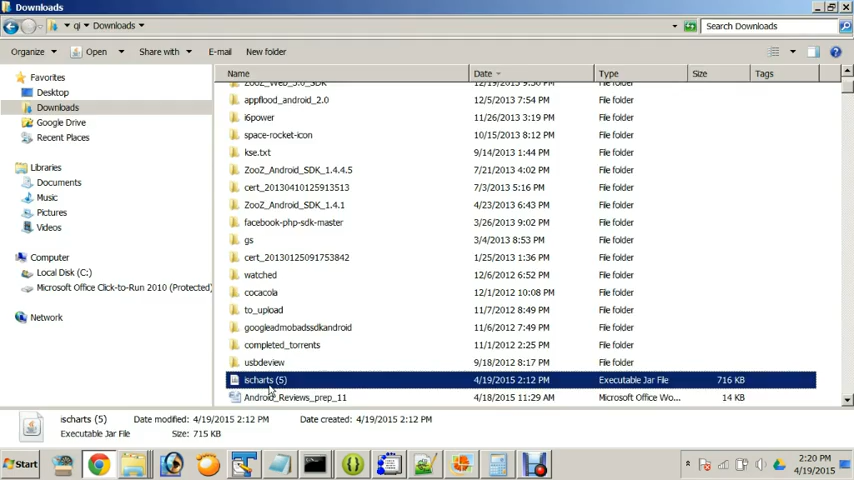 Downloads
qi ▸ Downloads
Search Downloads
Organize Open Share with E-mail New folder
Favorites
Desktop
Downloads
Google Drive
Recent Places
Libraries
Documents
Music
Pictures
Videos
Computer
Local Disk (C:)
Microsoft Office Click-to-Run 2010 (Protected)
Network
Name Date Type Size Tags
ZooZ_Web_3.0_SDK File folder
appflood_android_2.0 12/5/2013 7:54 PM File folder
i6power 11/26/2013 3:19 PM File folder
space-rocket-icon 10/15/2013 8:12 PM File folder
kse.txt 9/14/2013 1:44 PM File folder
ZooZ_Android_SDK_1.4.4.5 7/21/2013 4:02 PM File folder
cert_20130410125913513 7/3/2013 5:16 PM File folder
ZooZ_Android_SDK_1.4.1 4/23/2013 6:43 PM File folder
facebook-php-sdk-master 3/26/2013 9:02 PM File folder
gs 3/4/2013 8:53 PM File folder
cert_20130125091753842 1/25/2013 1:36 PM File folder
watched 12/6/2012 6:52 PM File folder
cocacola 12/1/2012 10:08 PM File folder
to_upload 11/7/2012 8:49 PM File folder
googleadmobadssdkandroid 11/6/2012 7:49 PM File folder
completed_torrents 11/1/2012 2:25 PM File folder
usbdeview 9/18/2012 8:17 PM File folder
ischarts (5) 4/19/2015 2:12 PM Executable Jar File 716 KB
Android_Reviews_prep_11 4/18/2015 11:29 AM Microsoft Office Wo... 14 KB
ischarts (5) Date modified: 4/19/2015 2:12 PM Date created: 4/19/2015 2:12 PM
Executable Jar File Size: 715 KB
Start
2:20 PM
4/19/2015